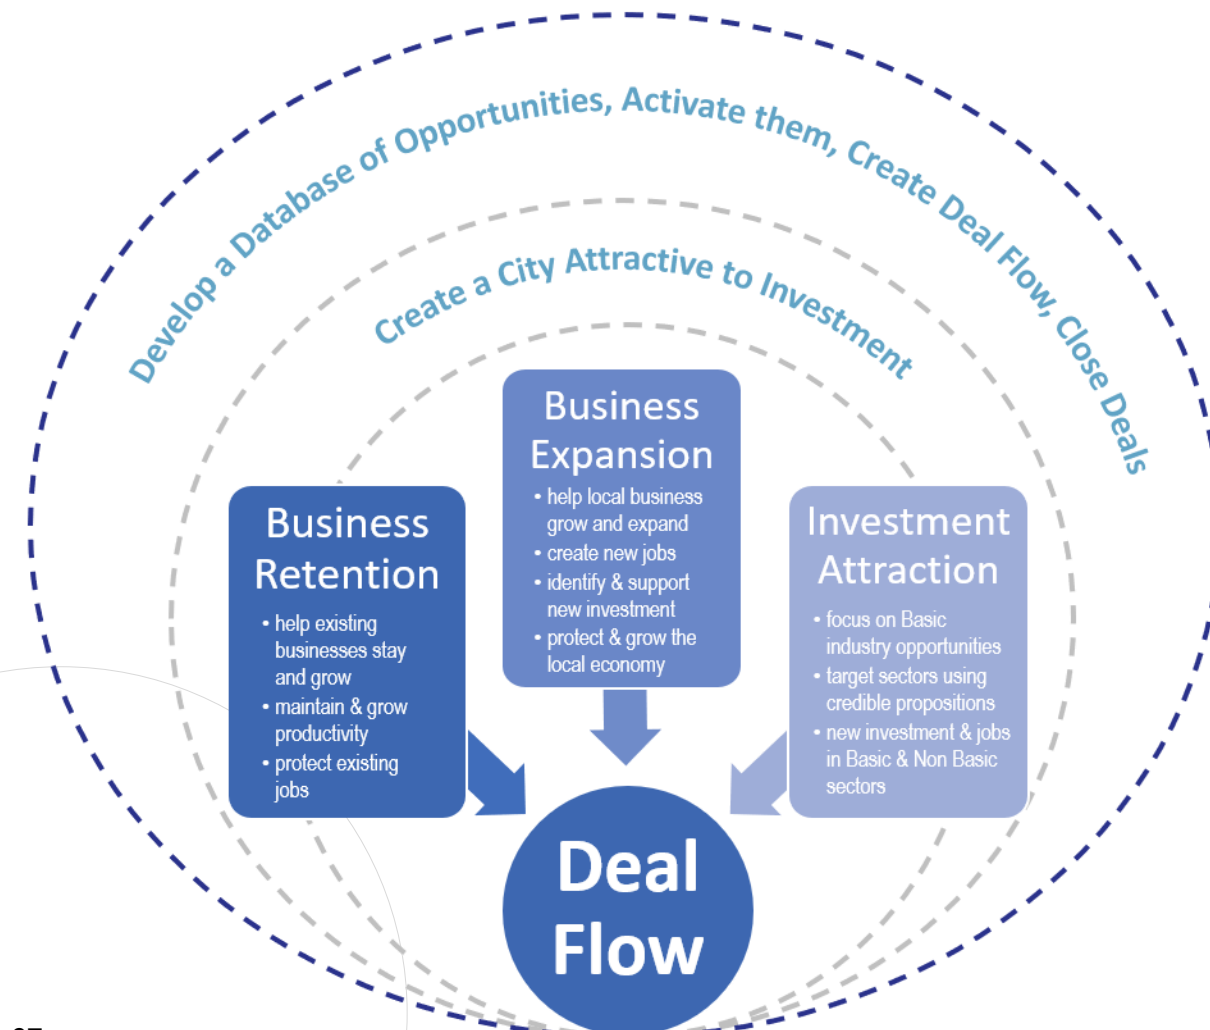 Develop a Database of Opportunities, Activate them, Create Deal Flow, Close Deals
Create a City Attractive to Investment
Business
Expansion
• help local business
grow and expand
• create new jobs
• identify & support
new investment
• protect & grow the
local economy
Business
Retention
• help existing
businesses stay
and grow
• maintain & grow
productivity
• protect existing
jobs
Investment
Attraction
• focus on Basic
industry opportunities
• target sectors using
credible propositions
• new investment & jobs
in Basic & Non Basic
sectors
Deal
Flow